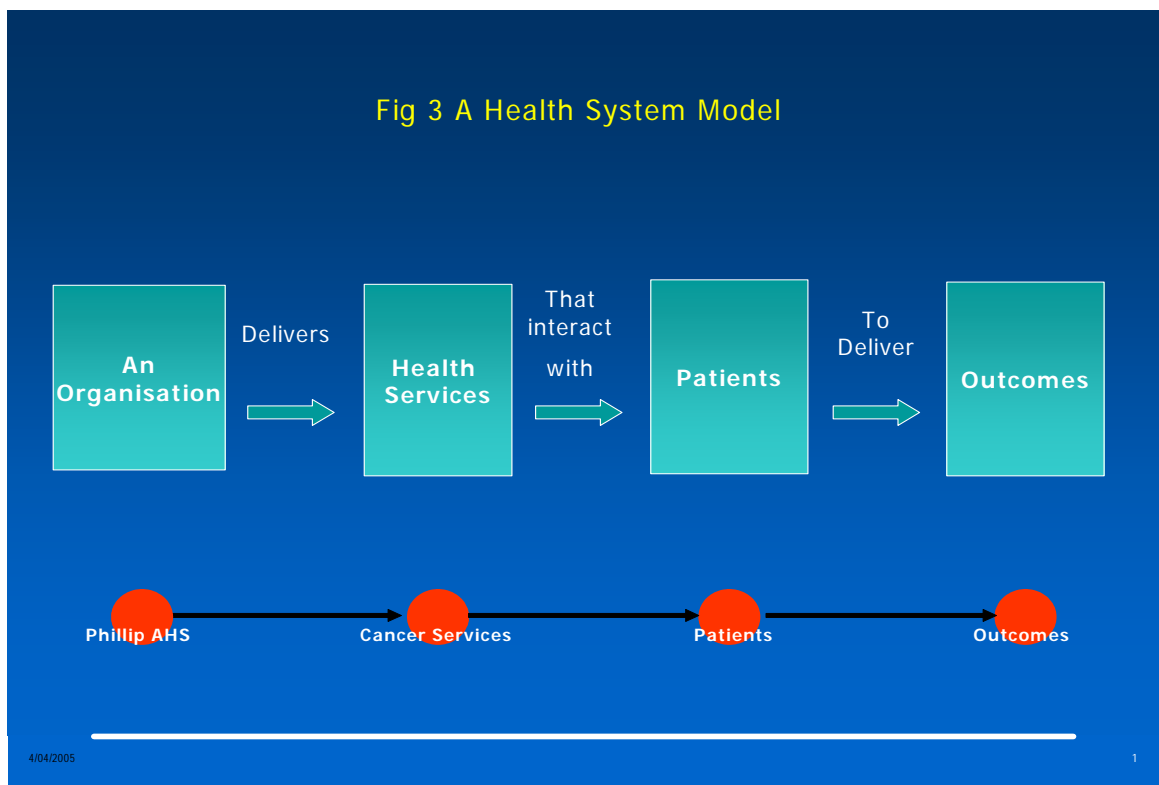 Fig 3 A Health System Model
An
Organisation
Delivers
Health
Services
That
interact
with
Patients
To
Deliver
Outcomes
Phillip AHS
Cancer Services
Patients
Outcomes
4/04/2005
1